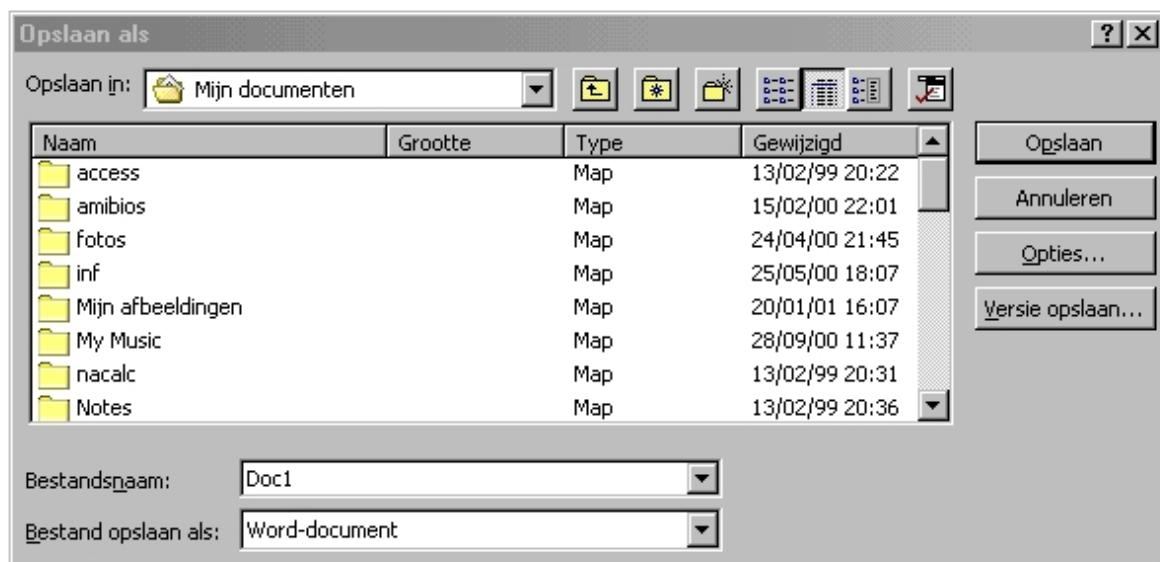 Opslaan als
Opslaan in: Mijn documenten
Naam Grootte Type Gewijzigd
access Map 13/02/99 20:22
amibios Map 15/02/00 22:01
fotos Map 24/04/00 21:45
inf Map 25/05/00 18:07
Mijn afbeeldingen Map 20/01/01 16:07
My Music Map 28/09/00 11:37
nacalc Map 13/02/99 20:31
Notes Map 13/02/99 20:36
Opslaan
Annuleren
Opties...
Versie opslaan...
Bestandsnaam: Doc1
Bestand opslaan als: Word-document